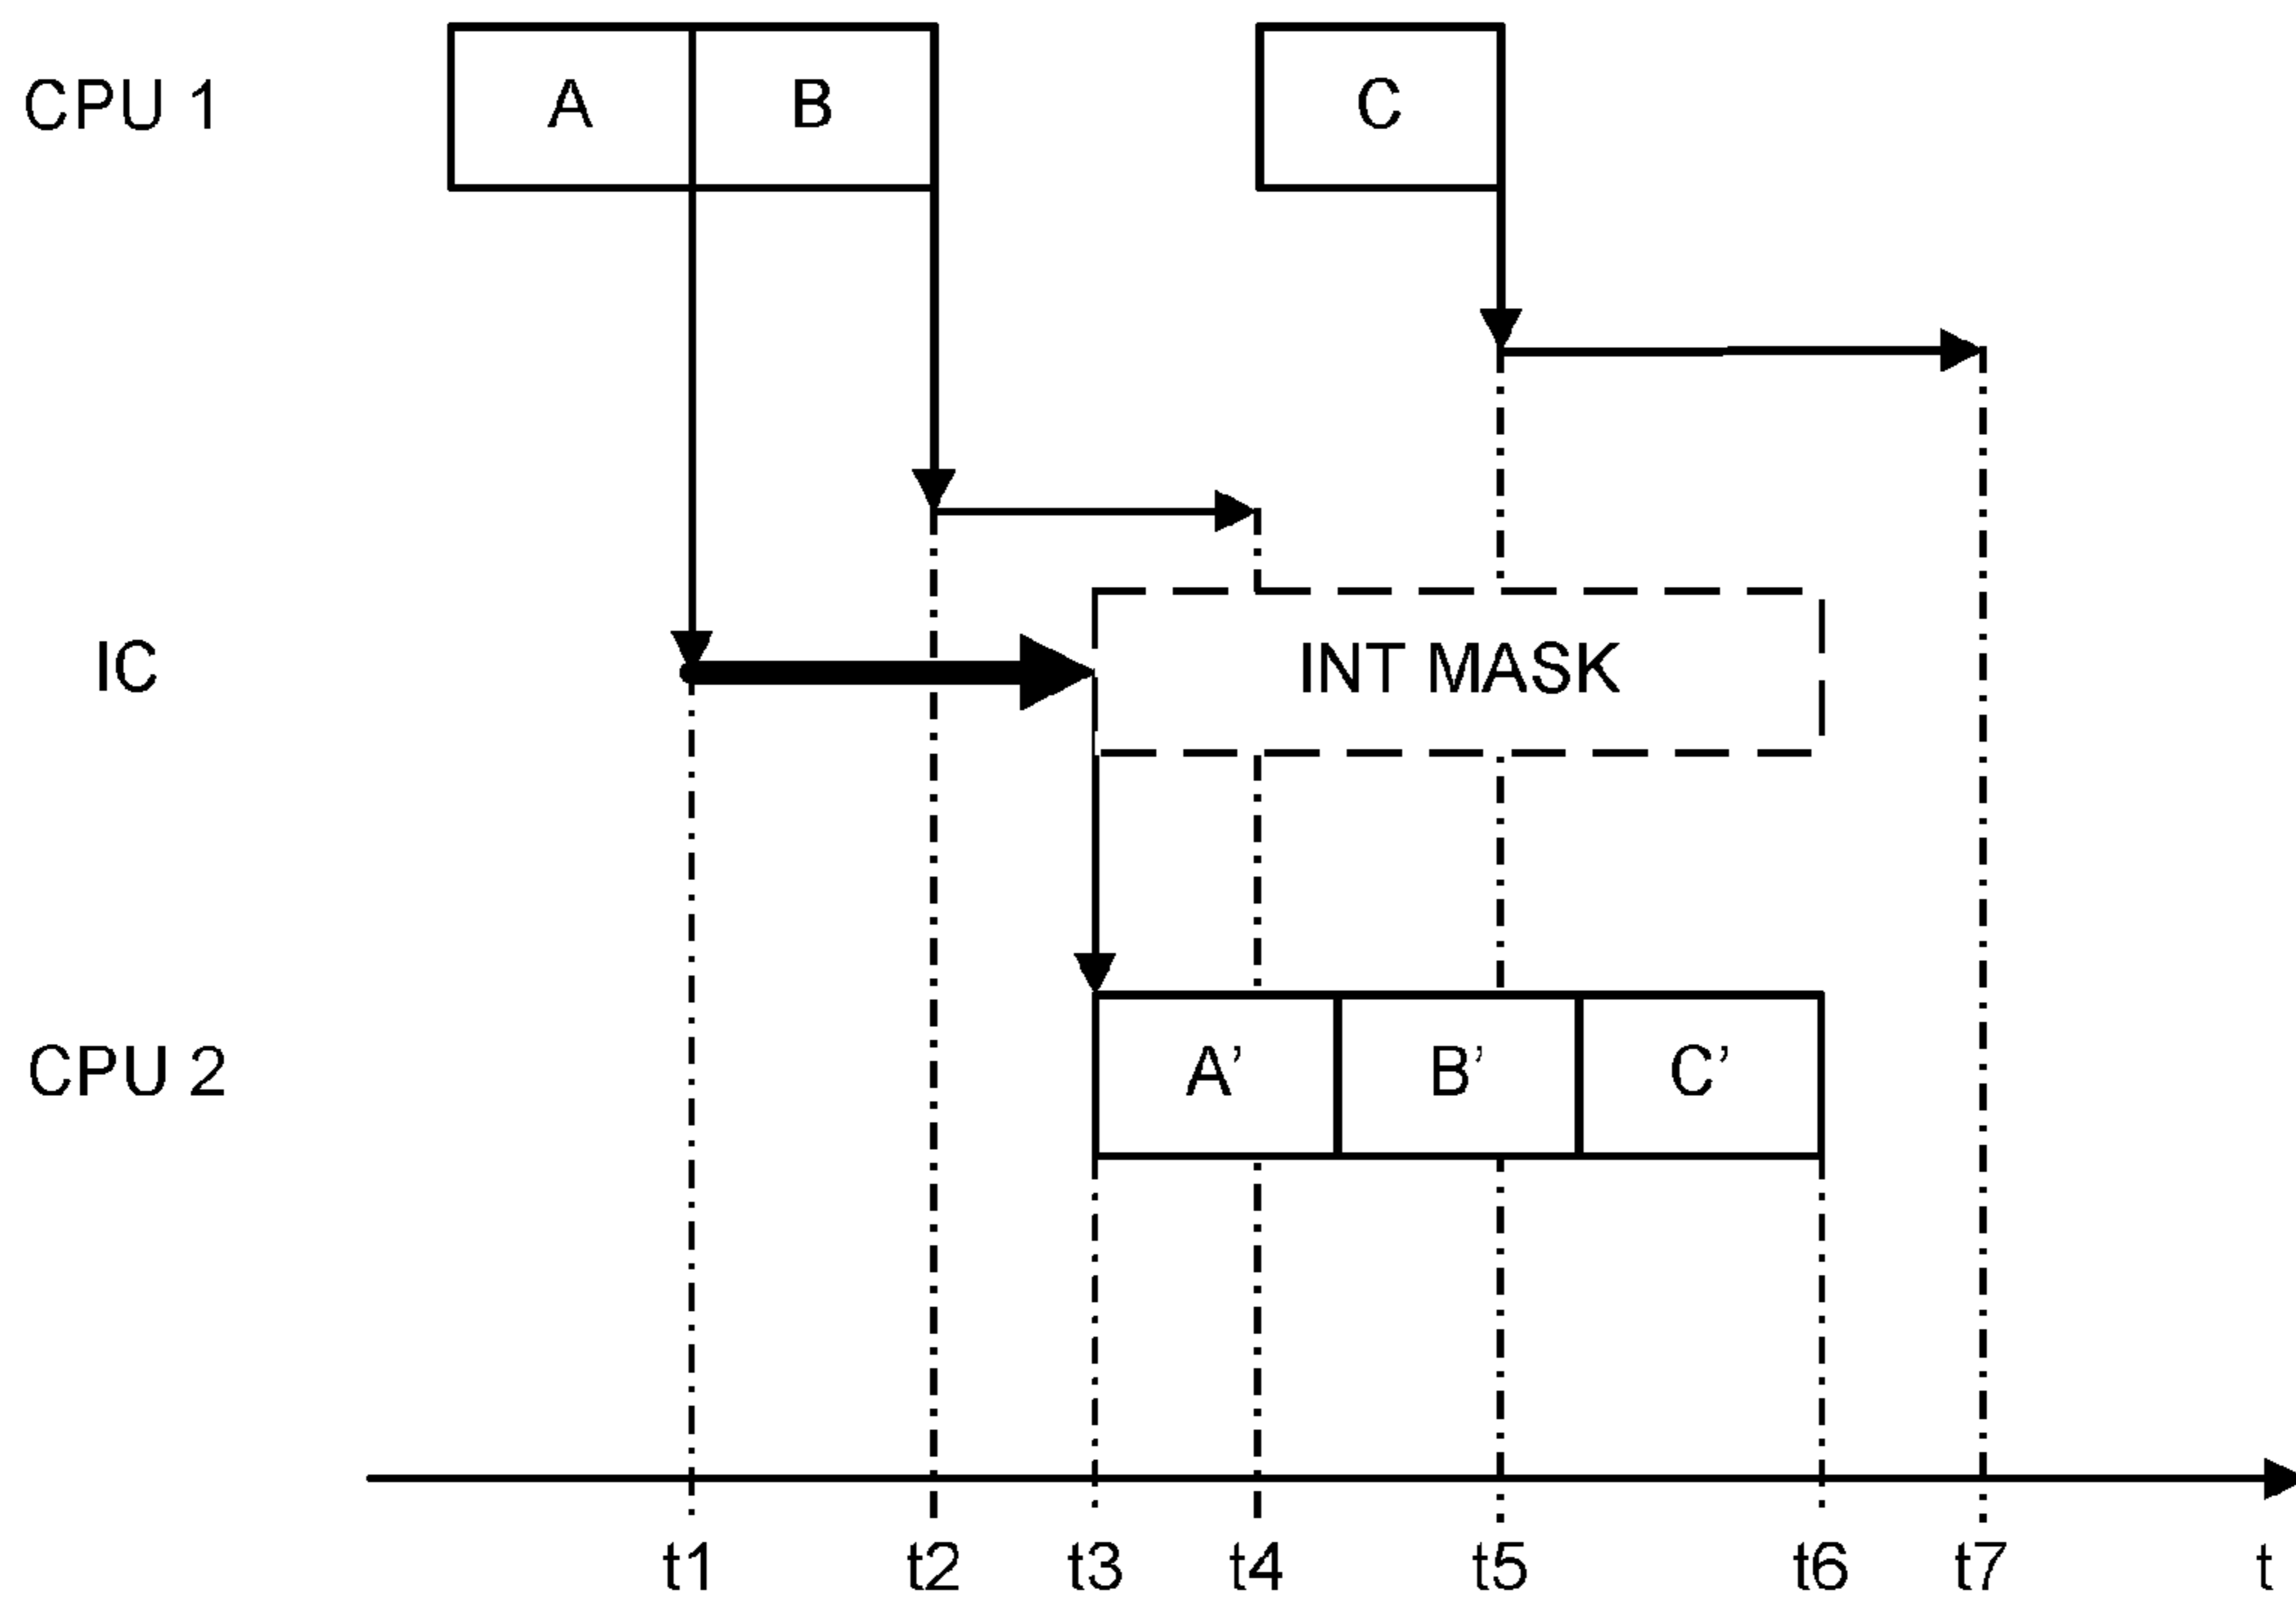 CPU 1 A B C
IC INT MASK
CPU 2 A’ B’ C’
t1 t2 t3 t4 t5 t6 t7 t